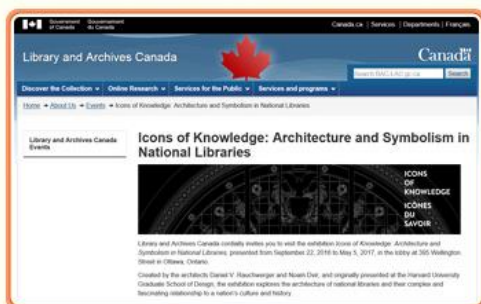 Government of Canada
Gouvernement du Canada
Canada.ca | Services | Departments | Français
Library and Archives Canada
Canada
Search
Discover the Collection
Online Research
Services for the Public
Services and programs
Home → About Us → Events → Icons of Knowledge: Architecture and Symbolism in National Libraries
Library and Archives Canada
Events
Icons of Knowledge: Architecture and Symbolism in
National Libraries
ICONS
OF
KNOWLEDGE
ICÔNES
DU
SAVOIR
Library and Archives Canada cordially invites you to visit the exhibition Icons of Knowledge: Architecture and
Symbolism in National Libraries, presented from September 22, 2016 to May 5, 2017, in the lobby at 395 Wellington
Street in Ottawa, Ontario.
Created by the architects Daniel V. Rauchwerger and Noam Dvir, and originally presented at the Harvard University
Graduate School of Design, the exhibition explores the architecture of national libraries and their complex and
fascinating relationship to a nation's culture and history.